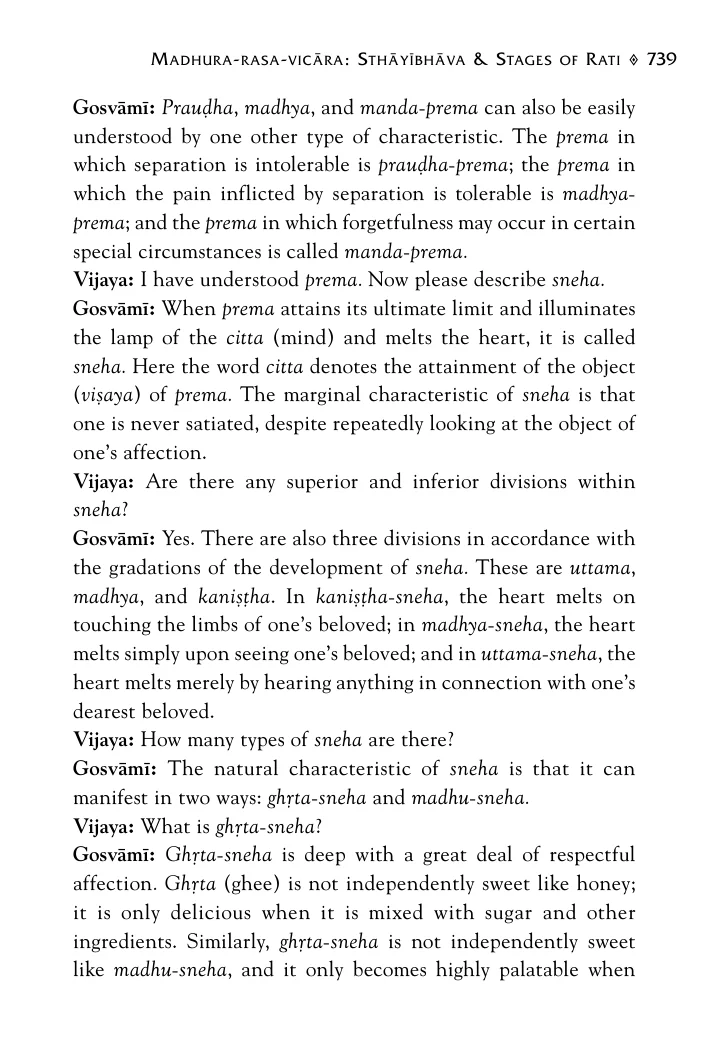 Madhura-rasa-vicāra: Sthāyībhāva & Stages of Rati ◈ 739
Gosvāmī: Prauḍha, madhya, and manda-prema can also be easily
understood by one other type of characteristic. The prema in
which separation is intolerable is prauḍha-prema; the prema in
which the pain inflicted by separation is tolerable is madhya-
prema; and the prema in which forgetfulness may occur in certain
special circumstances is called manda-prema.
Vijaya: I have understood prema. Now please describe sneha.
Gosvāmī: When prema attains its ultimate limit and illuminates
the lamp of the citta (mind) and melts the heart, it is called
sneha. Here the word citta denotes the attainment of the object
(viṣaya) of prema. The marginal characteristic of sneha is that
one is never satiated, despite repeatedly looking at the object of
one's affection.
Vijaya: Are there any superior and inferior divisions within
sneha?
Gosvāmī: Yes. There are also three divisions in accordance with
the gradations of the development of sneha. These are uttama,
madhya, and kaniṣṭha. In kaniṣṭha-sneha, the heart melts on
touching the limbs of one's beloved; in madhya-sneha, the heart
melts simply upon seeing one's beloved; and in uttama-sneha, the
heart melts merely by hearing anything in connection with one's
dearest beloved.
Vijaya: How many types of sneha are there?
Gosvāmī: The natural characteristic of sneha is that it can
manifest in two ways: ghṛta-sneha and madhu-sneha.
Vijaya: What is ghṛta-sneha?
Gosvāmī: Ghṛta-sneha is deep with a great deal of respectful
affection. Ghṛta (ghee) is not independently sweet like honey;
it is only delicious when it is mixed with sugar and other
ingredients. Similarly, ghṛta-sneha is not independently sweet
like madhu-sneha, and it only becomes highly palatable when